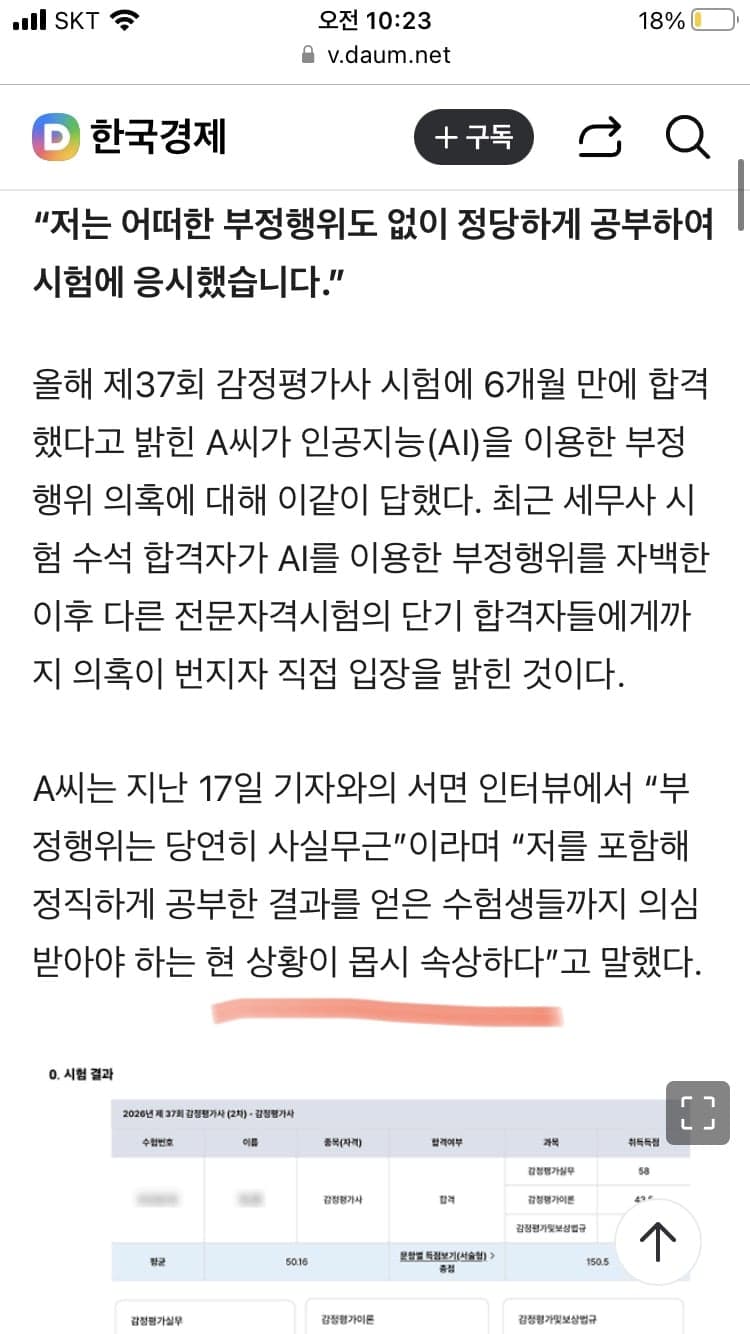 SKT 오전 10:23 18%
v.daum.net
D 한국경제 + 구독
“저는 어떠한 부정행위도 없이 정당하게 공부하여
시험에 응시했습니다.”
올해 제37회 감정평가사 시험에 6개월 만에 합격
했다고 밝힌 A씨가 인공지능(AI)을 이용한 부정
행위 의혹에 대해 이같이 답했다. 최근 세무사 시
험 수석 합격자가 AI를 이용한 부정행위를 자백한
이후 다른 전문자격시험의 단기 합격자들에게까
지 의혹이 번지자 직접 입장을 밝힌 것이다.
A씨는 지난 17일 기자와의 서면 인터뷰에서 “부
정행위는 당연히 사실무근”이라며 “저를 포함해
정직하게 공부한 결과를 얻은 수험생들까지 의심
받아야 하는 현 상황이 몹시 속상하다”고 말했다.
0. 시험 결과
2026년 제 37회 감정평가사 (2차) - 감정평가사
수험번호 이름 종목(자격) 합격여부 과목 취득득점
감정평가실무 58
감정평가사 합격 감정평가이론
감정평가및보상법규
평균 50.16 문항별 득점보기(서술형) > 150.5
총점
감정평가실무 감정평가이론 감정평가및보상법규